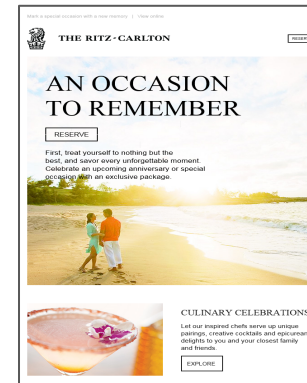 Mark a special occasion with a new memory | View online
THE RITZ-CARLTON
RESERV
AN OCCASION
TO REMEMBER
RESERVE
First, treat yourself to nothing but the
best, and savor every unforgettable moment.
Celebrate an upcoming anniversary or special
occasion with an exclusive package.
CULINARY CELEBRATIONS
Let our inspired chefs serve up unique
pairings, creative cocktails and epicurean
delights to you and your closest family
and friends.
EXPLORE